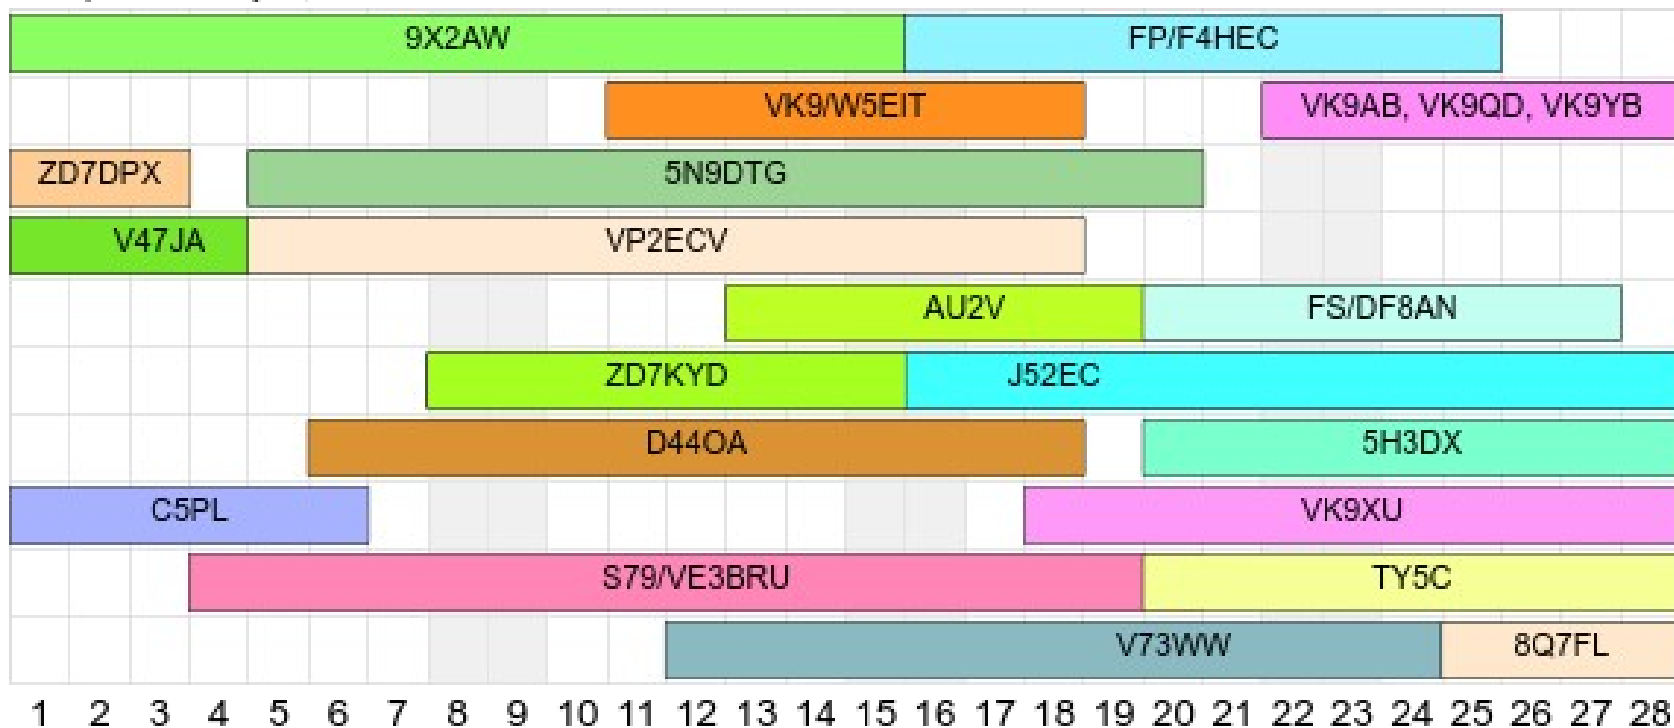 9X2AW FP/F4HEC
VK9/W5EIT VK9AB, VK9QD, VK9YB
ZD7DPX 5N9DTG
V47JA VP2ECV
AU2V FS/DF8AN
ZD7KYD J52EC
D44OA 5H3DX
C5PL VK9XU
S79/VE3BRU TY5C
V73WW 8Q7FL
1 2 3 4 5 6 7 8 9 10 11 12 13 14 15 16 17 18 19 20 21 22 23 24 25 26 27 28